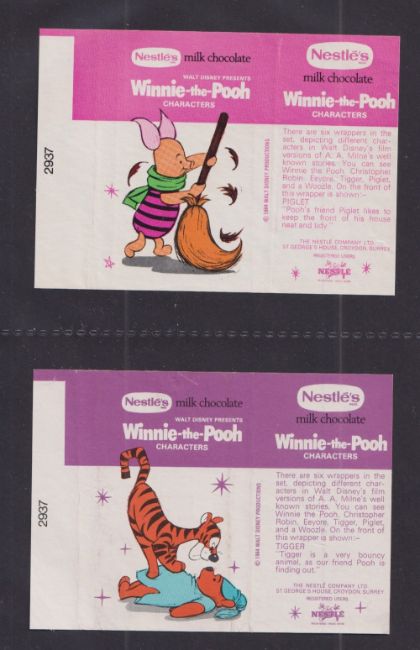 Nestlé's
milk chocolate
WALT DISNEY PRESENTS
Winnie-the-Pooh
CHARACTERS
2937
© 1964 WALT DISNEY PRODUCTIONS
Nestlé's
milk chocolate
Winnie-the-Pooh
CHARACTERS
There are six wrappers in the
set, depicting different char-
acters in Walt Disney's film
versions of A. A. Milne's well
known stories. You can see
Winnie the Pooh, Christopher
Robin, Eeyore, Tigger, Piglet,
and a Woozle. On the front of
this wrapper is shown:–
PIGLET
"Pooh's friend Piglet likes to
keep the front of his house
neat and tidy."
THE NESTLÉ COMPANY LTD.
ST GEORGE'S HOUSE, CROYDON, SURREY
REGISTERED USERS
NESTLÉ
Nestlé's
milk chocolate
WALT DISNEY PRESENTS
Winnie-the-Pooh
CHARACTERS
2937
© 1964 WALT DISNEY PRODUCTIONS
Nestlé's
milk chocolate
Winnie-the-Pooh
CHARACTERS
There are six wrappers in the
set, depicting different char-
acters in Walt Disney's film
versions of A. A. Milne's well
known stories. You can see
Winnie the Pooh, Christopher
Robin, Eeyore, Tigger, Piglet,
and a Woozle. On the front of
this wrapper is shown:–
TIGGER
"Tigger is a very bouncy
animal, as our friend Pooh is
finding out."
THE NESTLÉ COMPANY LTD.
ST GEORGE'S HOUSE, CROYDON, SURREY
REGISTERED USERS
NESTLÉ